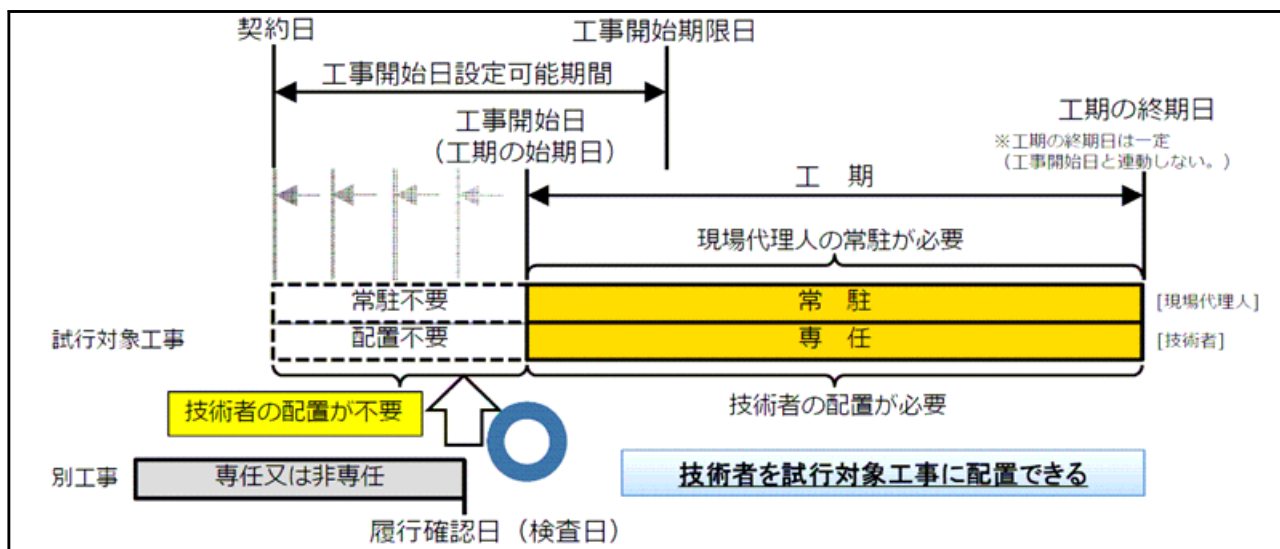 契約日
工事開始期限日
工事開始日設定可能期間
工事開始日
(工期の始期日)
工期の終期日
※工期の終期日は一定
(工事開始日と連動しない。)
工 期
現場代理人の常駐が必要
常駐不要
常 駐
[現場代理人]
試行対象工事
配置不要
専 任
[技術者]
技術者の配置が不要
技術者の配置が必要
別工事
専任又は非専任
技術者を試行対象工事に配置できる
履行確認日(検査日)